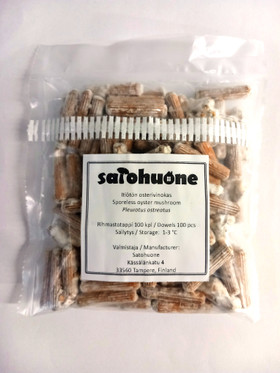 satohuone
Itiötön osterivinokas
Sporeless oyster mushroom
Pleurotus ostreatus
Rihmastotappi 100 kpl / Dowels 100 pcs
Säilytys / Storage: 1-3 °C
Valmistaja / Manufacturer:
Satohuone
Kässälänkatu 4
33560 Tampere, Finland